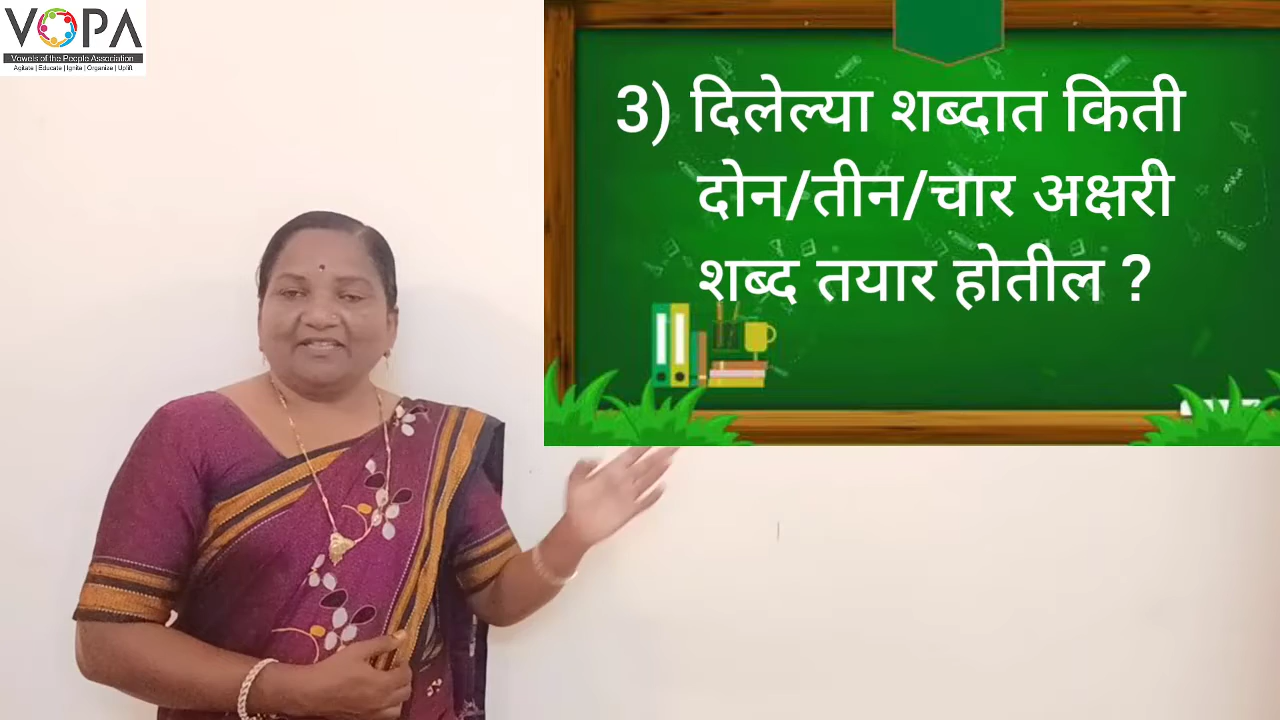 VOPA
Vowels of the People Association
Agitate | Educate | Ignite | Organize | Uplift
3) दिलेल्या शब्दात किती
दोन/तीन/चार अक्षरी
शब्द तयार होतील ?